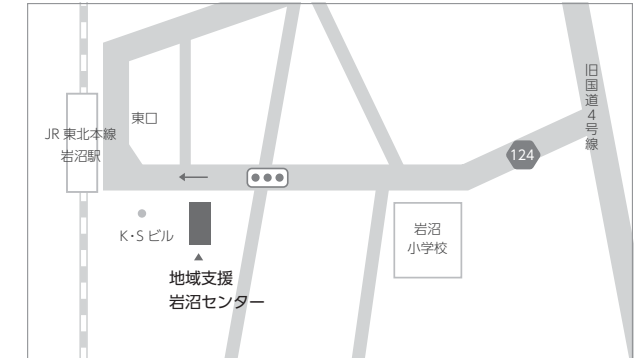 東口
JR 東北本線
岩沼駅
旧国道4号線
124
K・S ビル
岩沼
小学校
地域支援
岩沼センター